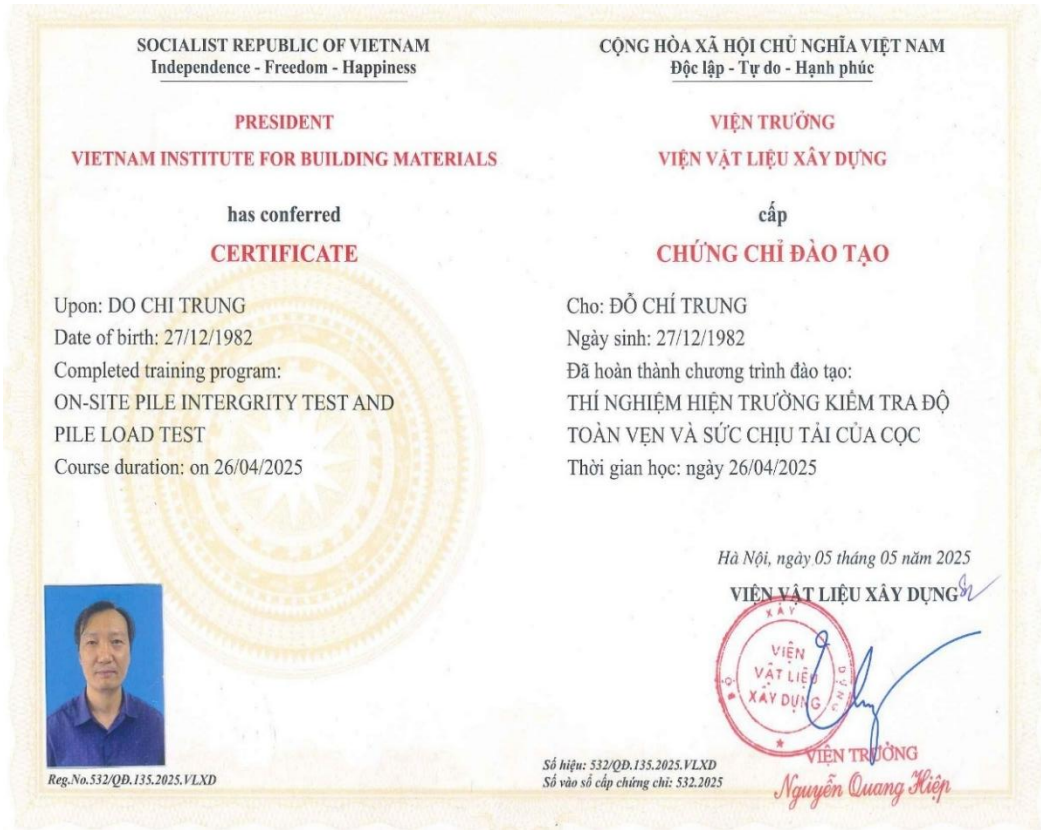 SOCIALIST REPUBLIC OF VIETNAM
Independence - Freedom - Happiness
PRESIDENT
VIETNAM INSTITUTE FOR BUILDING MATERIALS
has conferred
CERTIFICATE
Upon: DO CHI TRUNG
Date of birth: 27/12/1982
Completed training program:
ON-SITE PILE INTERGRITY TEST AND
PILE LOAD TEST
Course duration: on 26/04/2025
Reg.No.532/QĐ.135.2025.VLXD
CỘNG HÒA XÃ HỘI CHỦ NGHĨA VIỆT NAM
Độc lập - Tự do - Hạnh phúc
VIỆN TRƯỞNG
VIỆN VẬT LIỆU XÂY DỰNG
cấp
CHỨNG CHỈ ĐÀO TẠO
Cho: ĐỖ CHÍ TRUNG
Ngày sinh: 27/12/1982
Đã hoàn thành chương trình đào tạo:
THÍ NGHIỆM HIỆN TRƯỜNG KIỂM TRA ĐỘ
TOÀN VẸN VÀ SỨC CHỊU TẢI CỦA CỌC
Thời gian học: ngày 26/04/2025
Hà Nội, ngày 05 tháng 05 năm 2025
VIỆN VẬT LIỆU XÂY DỰNG
BỘ XÂY DỰNG
VIỆN
VẬT LIỆU
XÂY DỰNG
VIỆN TRƯỞNG
Nguyễn Quang Hiệp
Số hiệu: 532/QĐ.135.2025.VLXD
Số vào sổ cấp chứng chỉ: 532.2025